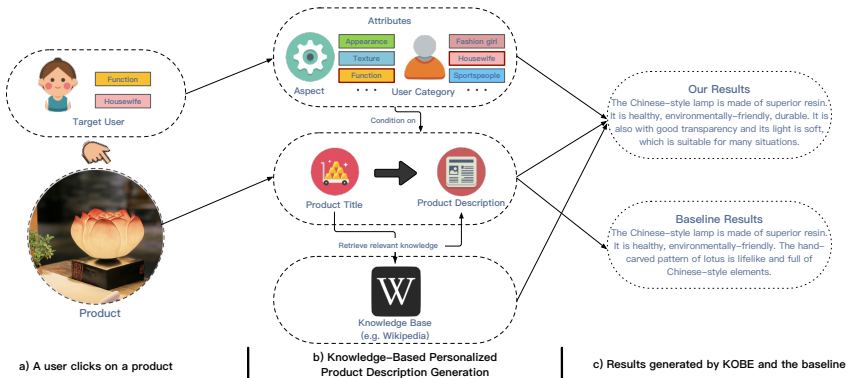 Function
Housewife
Target User
Product
a) A user clicks on a product
Attributes
Appearance
Texture
Function
Aspect
Fashion girl
Housewife
Sportspeople
User Category
Condition on
Product Title
Product Description
Retrieve relevant knowledge
W
Knowledge Base
(e.g. Wikipedia)
b) Knowledge-Based Personalized
Product Description Generation
Our Results
The Chinese-style lamp is made of superior resin.
It is healthy, environmentally-friendly, durable. It is
also with good transparency and its light is soft,
which is suitable for many situations.
Baseline Results
The Chinese-style lamp is made of superior resin.
It is healthy, environmentally-friendly. The hand-
carved pattern of lotus is lifelike and full of
Chinese-style elements.
c) Results generated by KOBE and the baseline